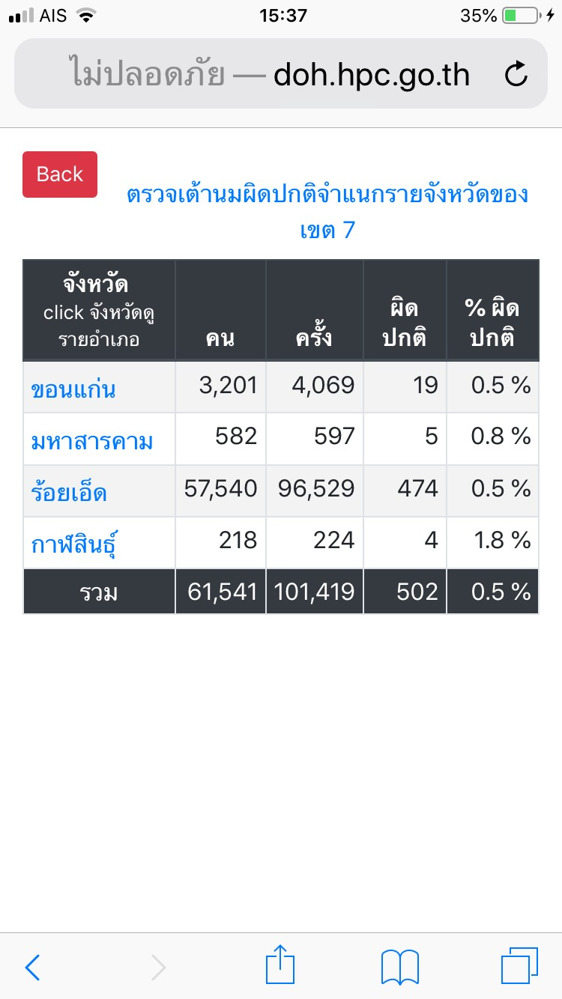 AIS 15:37 35%
ไม่ปลอดภัย — doh.hpc.go.th
Back
ตรวจเต้านมผิดปกติจำแนกรายจังหวัดของ
เขต 7
จังหวัด click จังหวัดดู รายอำเภอ คน ครั้ง ผิด ปกติ % ผิด ปกติ
ขอนแก่น 3,201 4,069 19 0.5 %
มหาสารคาม 582 597 5 0.8 %
ร้อยเอ็ด 57,540 96,529 474 0.5 %
กาฬสินธุ์ 218 224 4 1.8 %
รวม 61,541 101,419 502 0.5 %